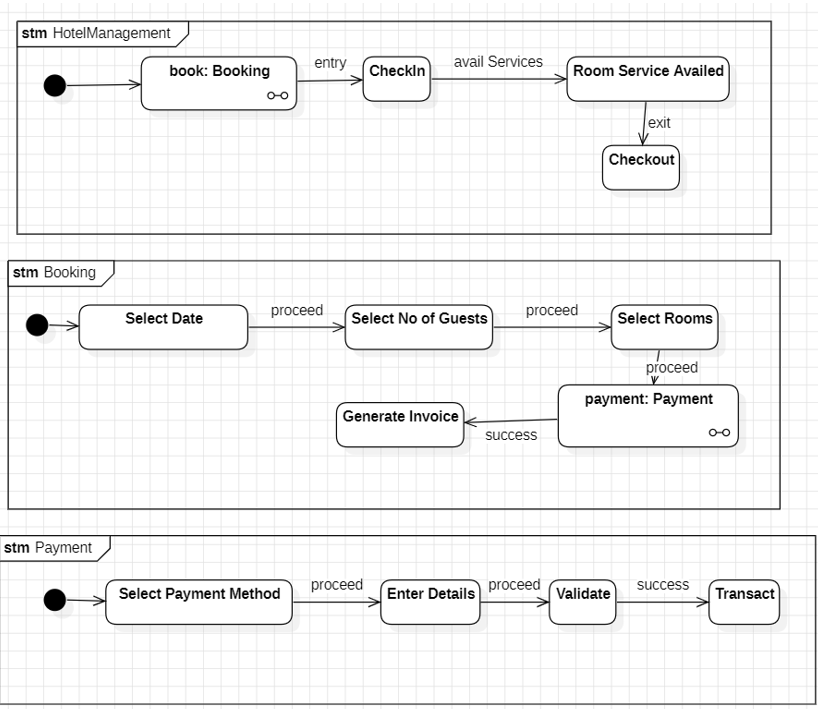 stm HotelManagement
book: Booking
entry
CheckIn
avail Services
Room Service Availed
exit
Checkout
stm Booking
Select Date
proceed
Select No of Guests
proceed
Select Rooms
proceed
payment: Payment
success
Generate Invoice
stm Payment
Select Payment Method
proceed
Enter Details
proceed
Validate
success
Transact